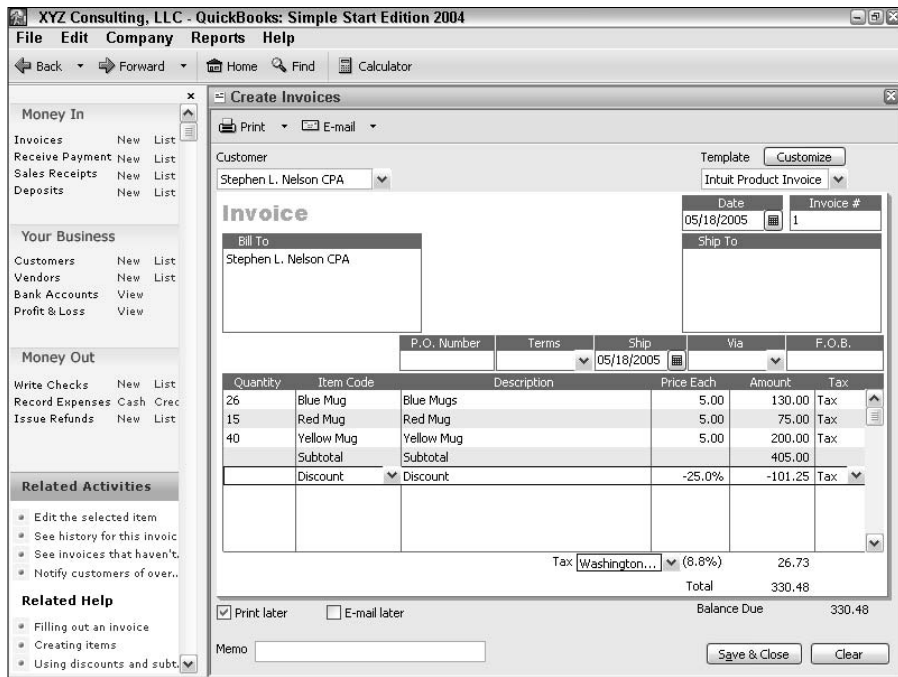 XYZ Consulting, LLC - QuickBooks: Simple Start Edition 2004
File Edit Company Reports Help
Back Forward Home Find Calculator
Money In
Invoices New List
Receive Payment New List
Sales Receipts New List
Deposits New List
Your Business
Customers New List
Vendors New List
Bank Accounts View
Profit & Loss View
Money Out
Write Checks New List
Record Expenses Cash Crec
Issue Refunds New List
Related Activities
Edit the selected item
See history for this invoic
See invoices that haven't.
Notify customers of over..
Related Help
Filling out an invoice
Creating items
Using discounts and subt.
Create Invoices
Print E-mail
Customer
Stephen L. Nelson CPA
Template Customize
Intuit Product Invoice
Invoice
Date Invoice #
05/18/2005 1
Bill To
Stephen L. Nelson CPA
Ship To
P.O. Number Terms Ship Via F.O.B.
05/18/2005
Quantity Item Code Description Price Each Amount Tax
26 Blue Mug Blue Mugs 5.00 130.00 Tax
15 Red Mug Red Mug 5.00 75.00 Tax
40 Yellow Mug Yellow Mug 5.00 200.00 Tax
Subtotal Subtotal 405.00
Discount Discount -25.0% -101.25 Tax
Tax Washington... (8.8%) 26.73
Total 330.48
Print later E-mail later Balance Due 330.48
Memo Save & Close Clear